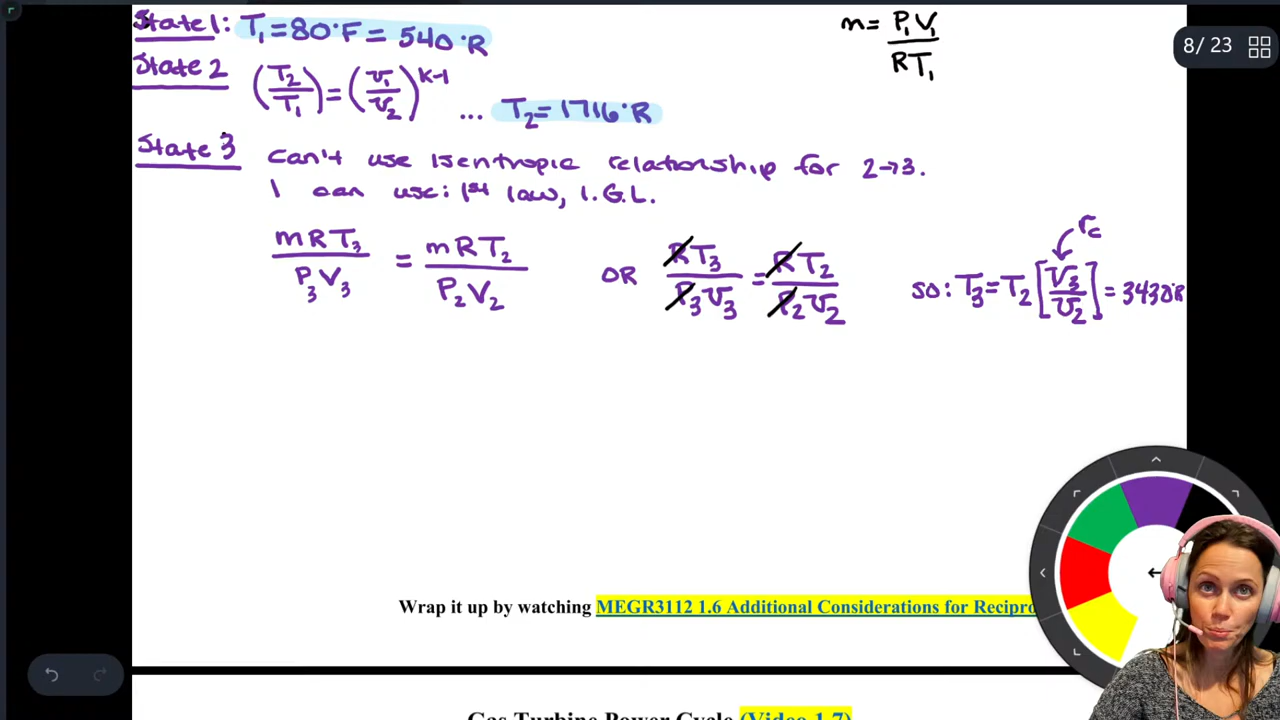 State 1: T₁ = 80°F = 540°R
m = P₁V₁ / RT₁
8 / 23
State 2 (T₂/T₁) = (v₁/v₂)^k-1 ... T₂ = 1716°R
State 3 Can't use isentropic relationship for 2→3.
I can use: 1st law, I.G.L.
mRT₃ / P₃V₃ = mRT₂ / P₂V₂ OR RT₃ / P₃v₃ = RT₂ / P₂v₂ so: T₃ = T₂ [v₃/v₂] = 3430°R
rc
Wrap it up by watching MEGR3112 1.6 Additional Considerations for Recipro
Gas Turbine Power Cycle (Video 1.7)